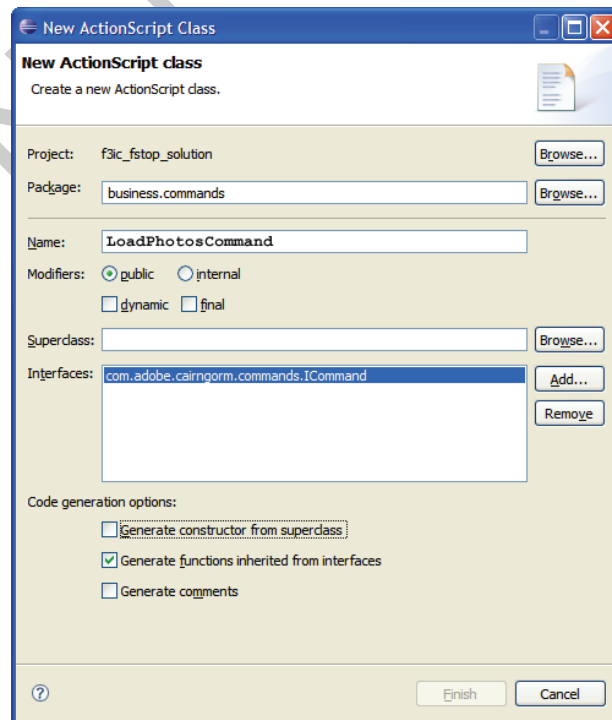 New ActionScript Class
New ActionScript class
Create a new ActionScript class.
Project: f3ic_fstop_solution Browse...
Package: business.commands Browse...
Name: LoadPhotosCommand
Modifiers: public internal
dynamic final
Superclass: Browse...
Interfaces: com.adobe.cairngorm.commands.ICommand Add...
Remove
Code generation options:
Generate constructor from superclass
Generate functions inherited from interfaces
Generate comments
? Finish Cancel